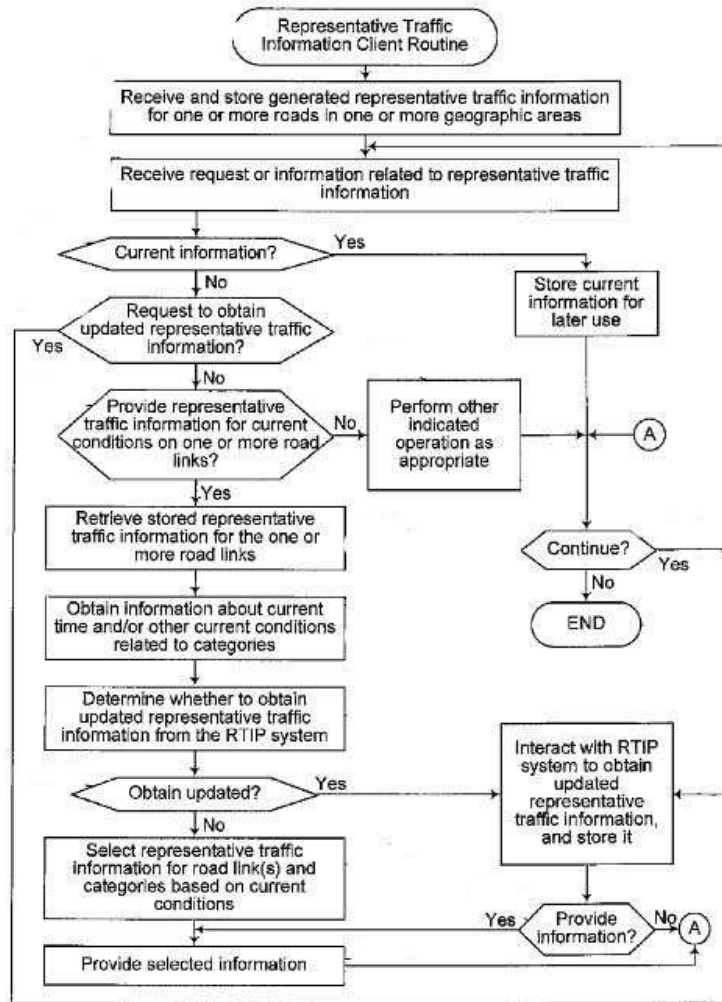 Representative Traffic
Information Client Routine
Receive and store generated representative traffic information
for one or more roads in one or more geographic areas
Receive request or information related to representative traffic
information
Current information?
Yes
No
Store current
information for
later use
Request to obtain
updated representative traffic
information?
Yes
No
Provide representative
traffic information for current
conditions on one or more road
links?
No
Perform other
indicated
operation as
appropriate
A
Yes
Retrieve stored representative
traffic information for the one or
more road links
Continue?
Yes
No
END
Obtain information about current
time and/or other current conditions
related to categories
Determine whether to obtain
updated representative traffic
information from the RTIP system
Interact with RTIP
system to obtain
updated
representative
traffic information,
and store it
Obtain updated?
Yes
No
Select representative traffic
information for road link(s) and
categories based on current
conditions
Yes
Provide
information?
No
A
Provide selected information